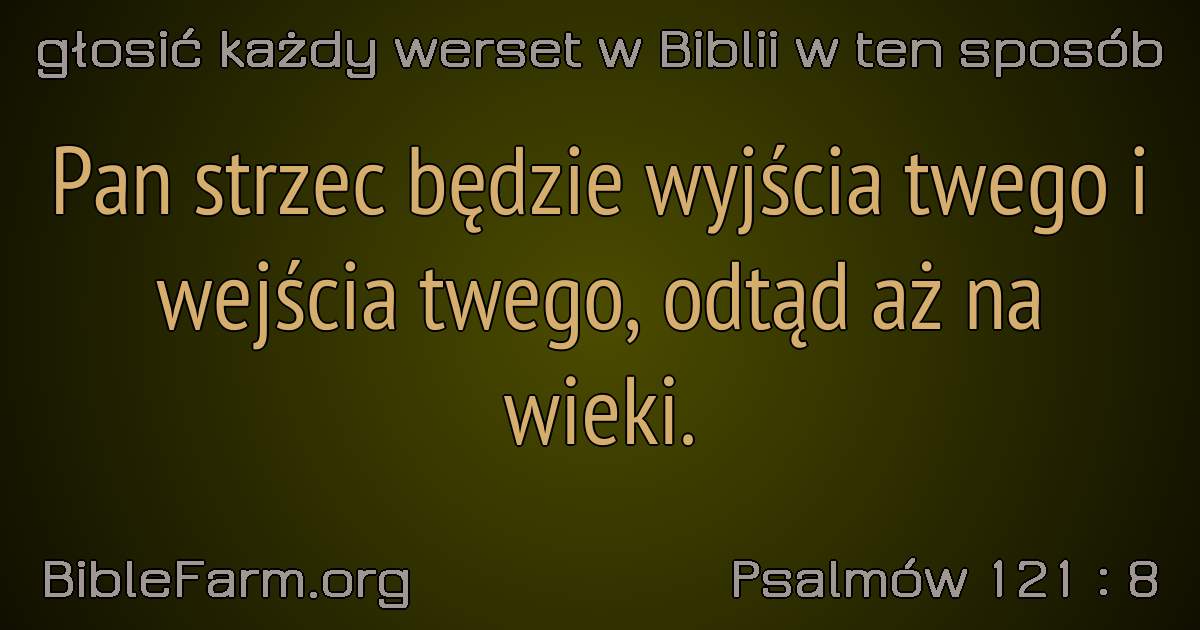 głosić każdy werset w Biblii w ten sposób
Pan strzec będzie wyjścia twego i
wejścia twego, odtąd aż na
wieki.
BibleFarm.org
Psalmów 121 : 8